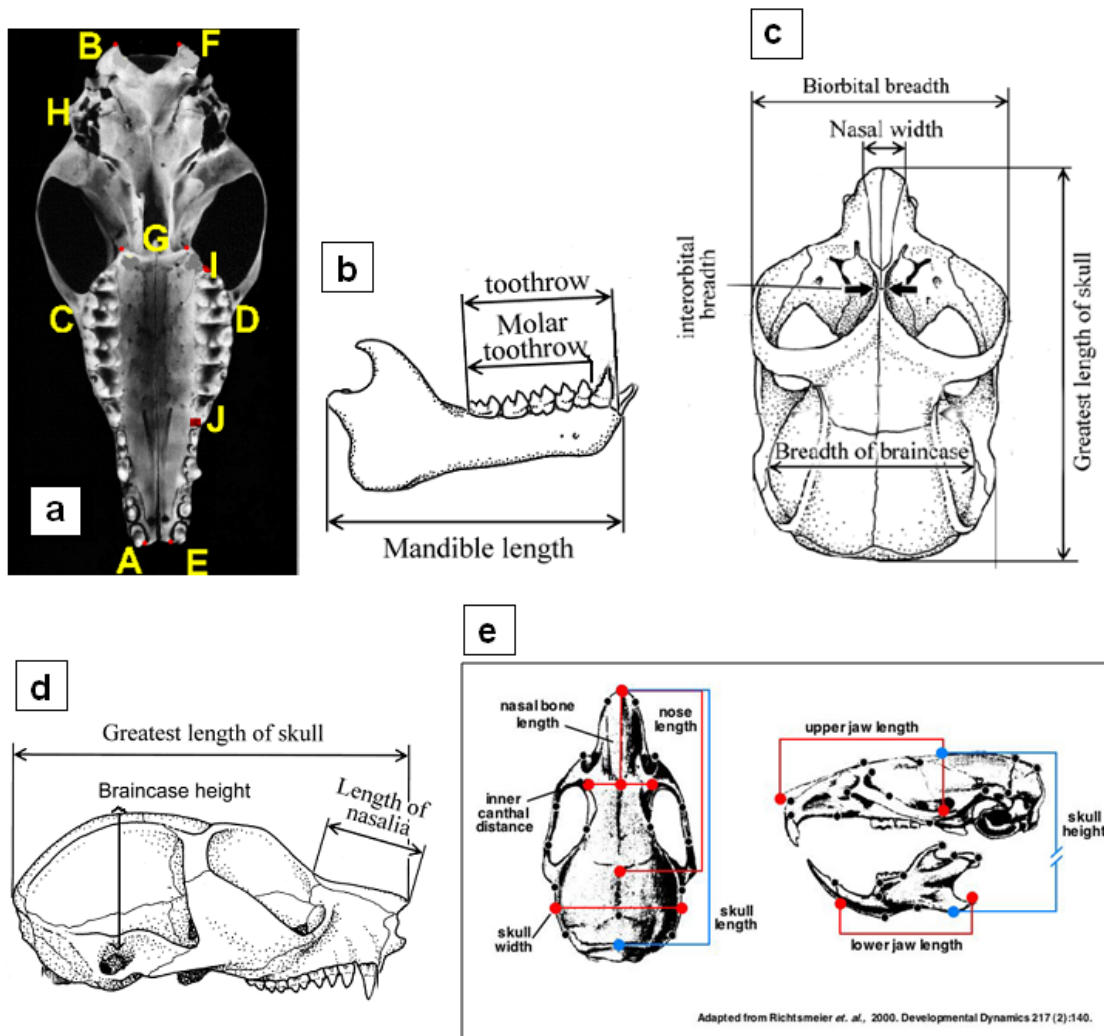 B F
H
G
I
C D
J
a
A E
b
toothrow
Molar
toothrow
Mandible length
c
Biorbital breadth
Nasal width
interorbital
breadth
Greatest length of skull
Breadth of braincase
d
Greatest length of skull
Braincase height
Length of
nasalia
e
nasal bone
length
nose
length
inner
canthal
distance
skull
width
skull
length
upper jaw length
skull
height
lower jaw length
Adapted from Richtsmeier et. al., 2000. Developmental Dynamics 217 (2):140.